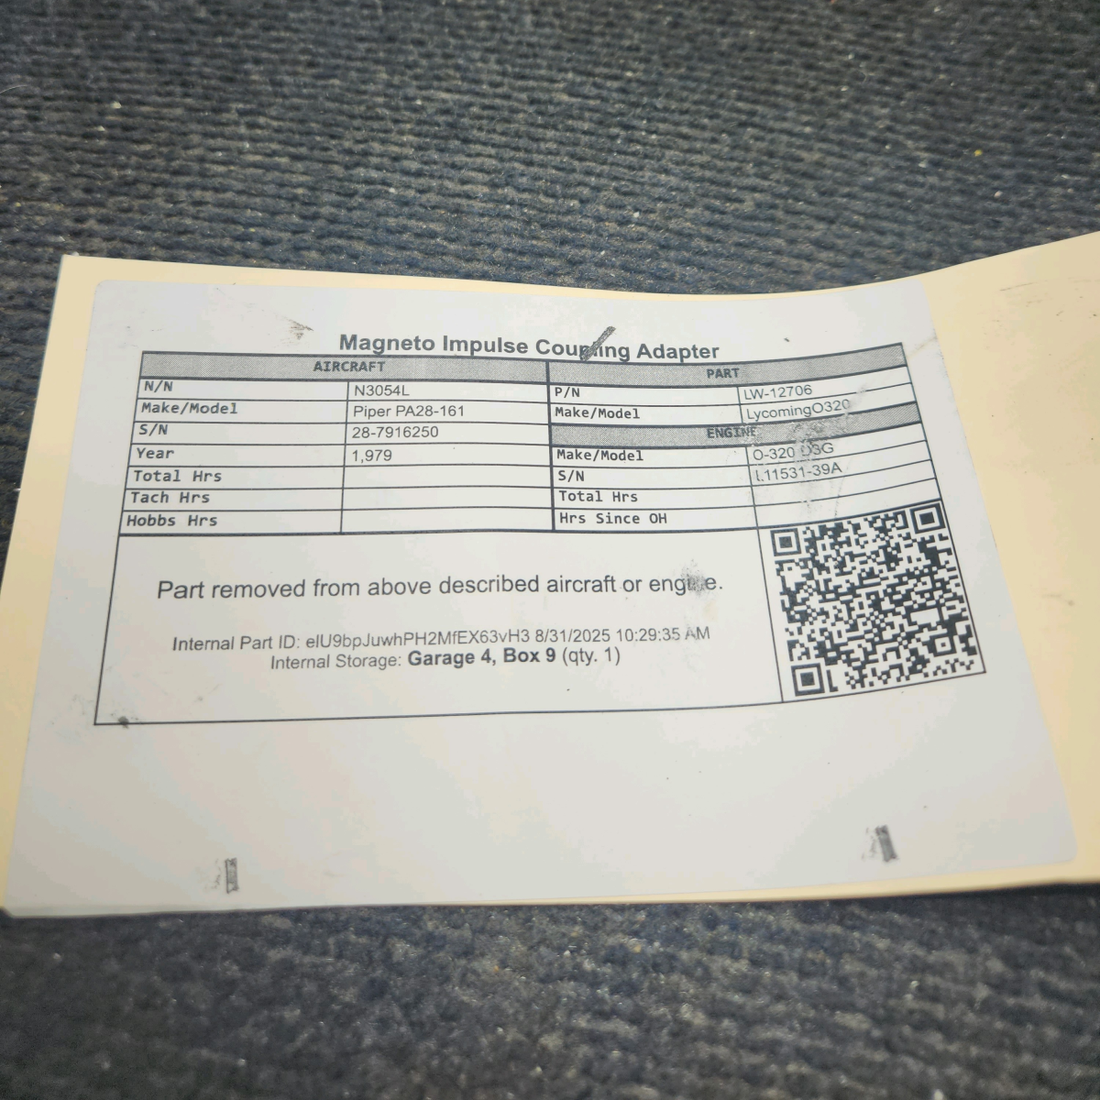 Magneto Impulse Coupling Adapter
AIRCRAFT PART
N/N N3054L P/N LW-12706
Make/Model Piper PA28-161 Make/Model LycomingO320
S/N 28-7916250 ENGINE
Year 1,979 Make/Model O-320 D3G
Total Hrs S/N L11531-39A
Tach Hrs Total Hrs
Hobbs Hrs Hrs Since OH
Part removed from above described aircraft or engine.
Internal Part ID: elU9bpJuwhPH2MfEX63vH3 8/31/2025 10:29:35 AM
Internal Storage: Garage 4, Box 9 (qty. 1)